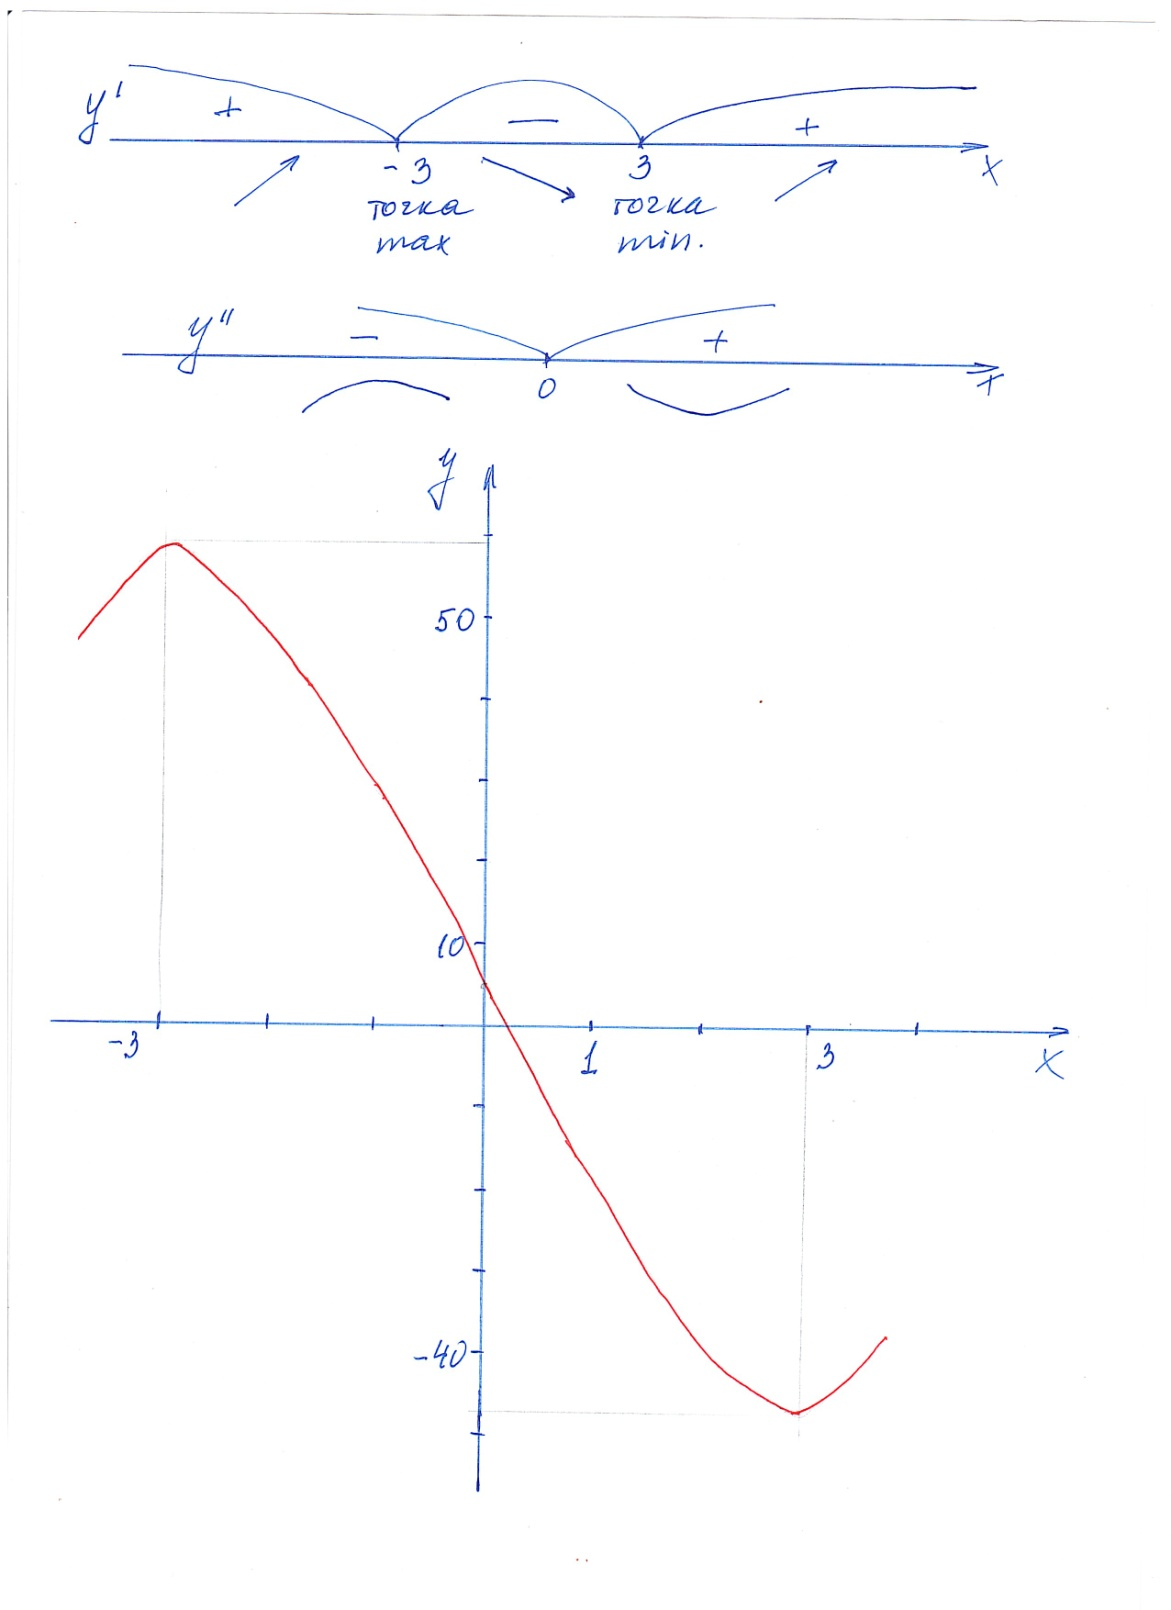 y' + — + x
-3 3
точка точка
max min.
y'' — + x
0
y
50
10
-3 1 3 x
-40